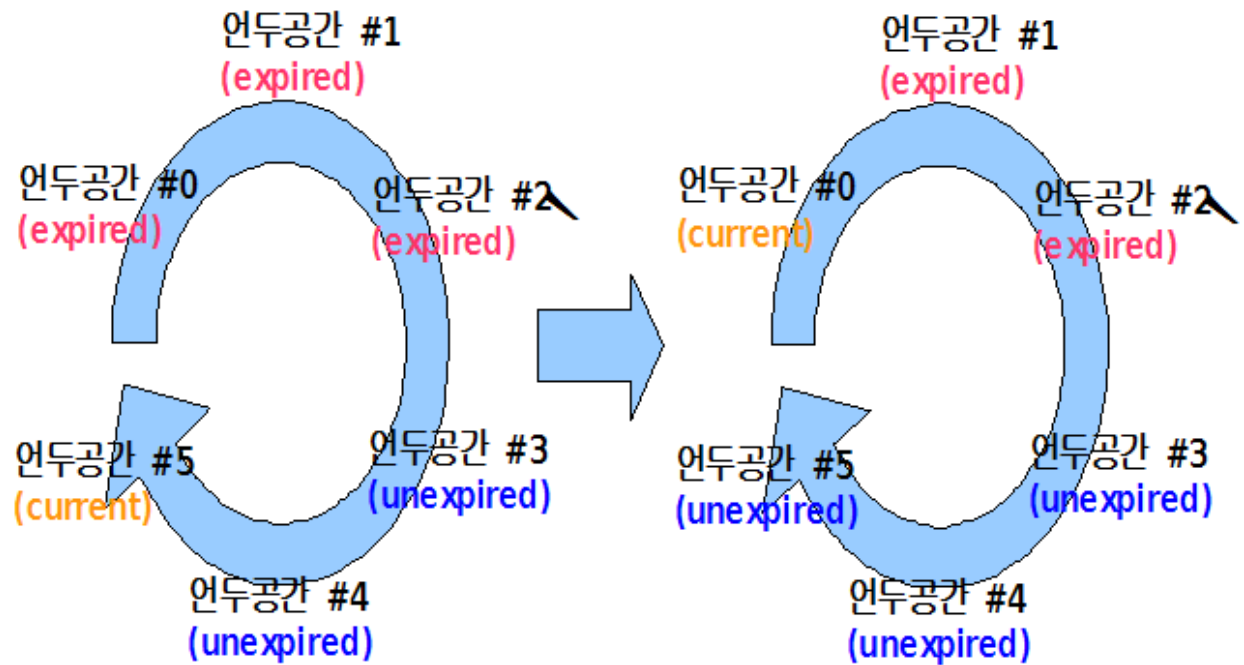 언두공간 #1
(expired)
언두공간 #0
(expired)
언두공간 #2
(expired)
언두공간 #5
(current)
언두공간 #3
(unexpired)
언두공간 #4
(unexpired)
언두공간 #1
(expired)
언두공간 #0
(current)
언두공간 #2
(expired)
언두공간 #5
(unexpired)
언두공간 #3
(unexpired)
언두공간 #4
(unexpired)